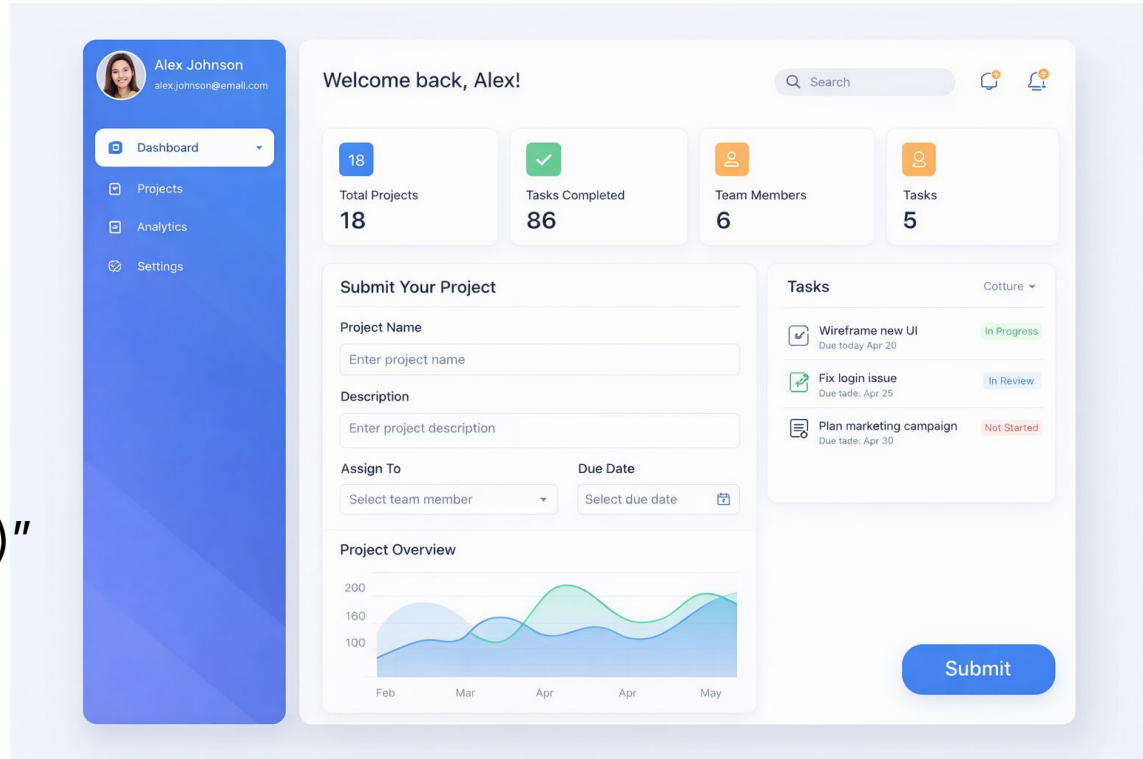 Alex Johnson
alex.johnson@email.com
Dashboard
Projects
Analytics
Settings
)"
Welcome back, Alex!
Search
18
Total Projects
18
Tasks Completed
86
Team Members
6
Tasks
5
Submit Your Project
Project Name
Enter project name
Description
Enter project description
Assign To
Due Date
Select team member
Select due date
Project Overview
200
160
100
Feb Mar Apr Apr May
Tasks
Cotture
Wireframe new UI
In Progress
Due today Apr 20
Fix login issue
In Review
Due tade: Apr 25
Plan marketing campaign
Not Started
Due tade: Apr 30
Submit